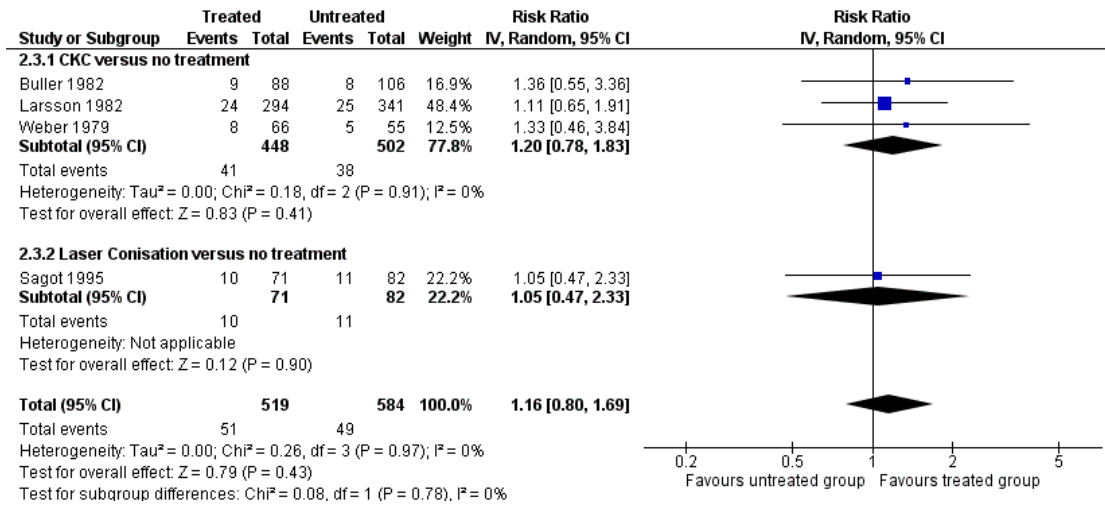 Treated Untreated Risk Ratio Risk Ratio
Study or Subgroup Events Total Events Total Weight IV, Random, 95% CI IV, Random, 95% CI
2.3.1 CKC versus no treatment
Buller 1982 9 88 8 106 16.9% 1.36 [0.55, 3.36]
Larsson 1982 24 294 25 341 48.4% 1.11 [0.65, 1.91]
Weber 1979 8 66 5 55 12.5% 1.33 [0.46, 3.84]
Subtotal (95% CI) 448 502 77.8% 1.20 [0.78, 1.83]
Total events 41 38
Heterogeneity: Tau² = 0.00; Chi² = 0.18, df = 2 (P = 0.91); I² = 0%
Test for overall effect: Z = 0.83 (P = 0.41)
2.3.2 Laser Conisation versus no treatment
Sagot 1995 10 71 11 82 22.2% 1.05 [0.47, 2.33]
Subtotal (95% CI) 71 82 22.2% 1.05 [0.47, 2.33]
Total events 10 11
Heterogeneity: Not applicable
Test for overall effect: Z = 0.12 (P = 0.90)
Total (95% CI) 519 584 100.0% 1.16 [0.80, 1.69]
Total events 51 49
Heterogeneity: Tau² = 0.00; Chi² = 0.26, df = 3 (P = 0.97); I² = 0%
Test for overall effect: Z = 0.79 (P = 0.43)
Test for subgroup differences: Chi² = 0.08, df = 1 (P = 0.78), I² = 0%
0.2 0.5 1 2 5
Favours untreated group Favours treated group